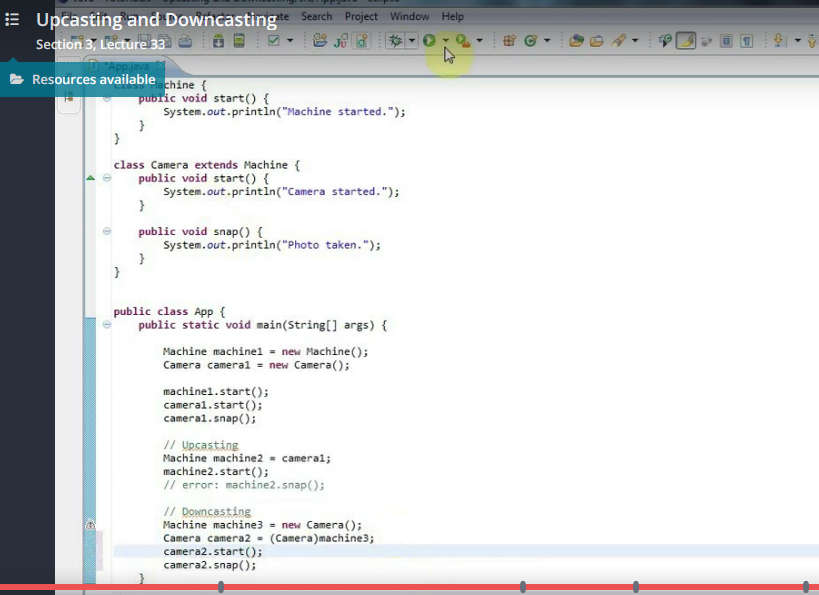 Upcasting and Downcasting
Search Project Window Help
Section 3, Lecture 33
*App.java
Resources available
class Machine {
public void start() {
System.out.println("Machine started.");
}
}
class Camera extends Machine {
public void start() {
System.out.println("Camera started.");
}
public void snap() {
System.out.println("Photo taken.");
}
}
public class App {
public static void main(String[] args) {
Machine machine1 = new Machine();
Camera camera1 = new Camera();
machine1.start();
camera1.start();
camera1.snap();
// Upcasting
Machine machine2 = camera1;
machine2.start();
// error: machine2.snap();
// Downcasting
Machine machine3 = new Camera();
Camera camera2 = (Camera)machine3;
camera2.start();
camera2.snap();
}